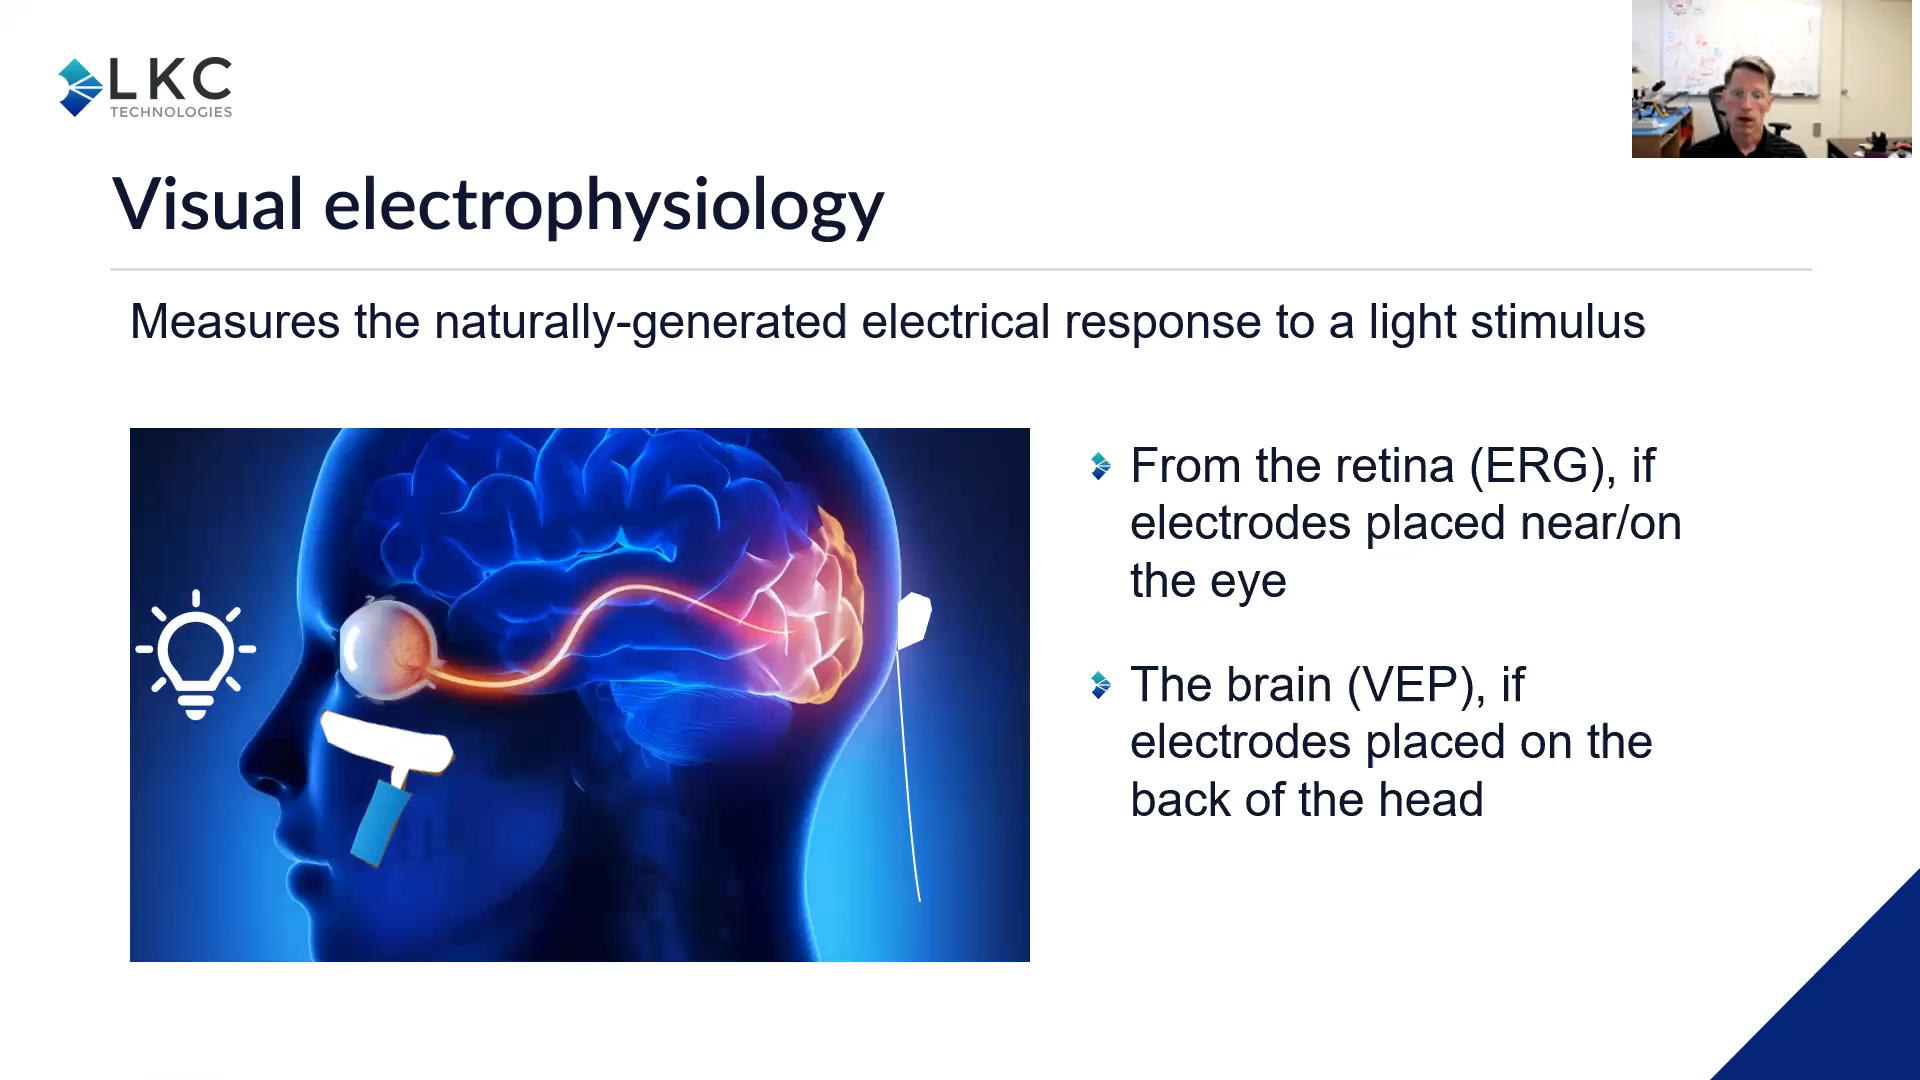 LKC
TECHNOLOGIES
Visual electrophysiology
Measures the naturally-generated electrical response to a light stimulus
From the retina (ERG), if
electrodes placed near/on
the eye
The brain (VEP), if
electrodes placed on the
back of the head